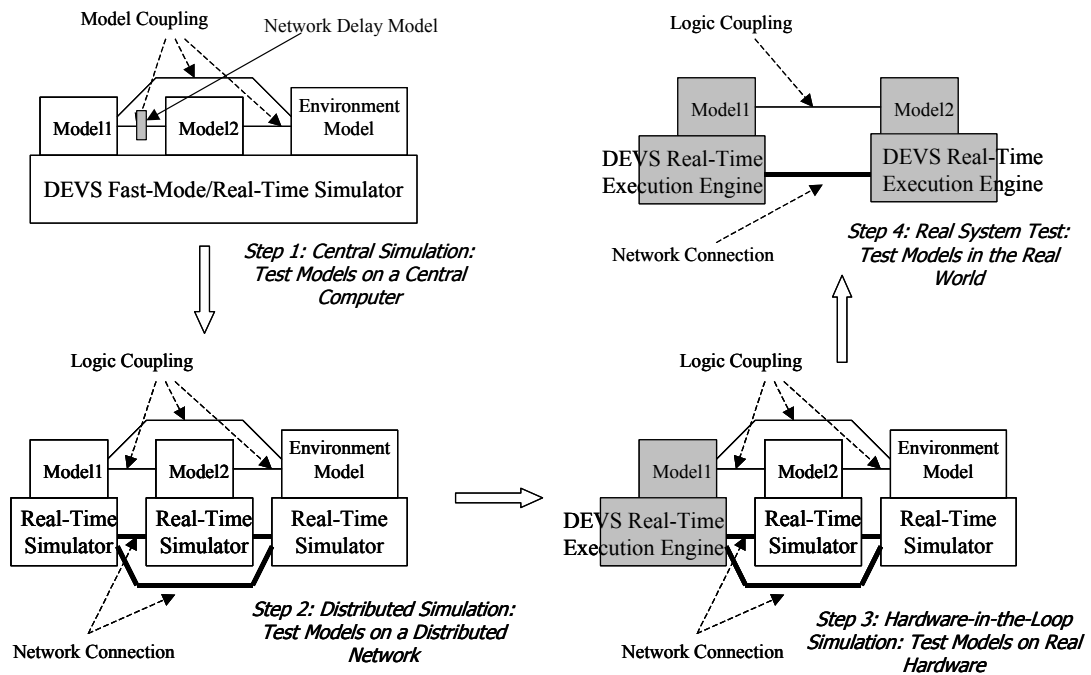 Model Coupling
Network Delay Model
Model1
Model2
Environment
Model
DEVS Fast-Mode/Real-Time Simulator
Step 1: Central Simulation:
Test Models on a Central
Computer
Logic Coupling
Model1
Model2
Environment
Model
Real-Time
Simulator
Real-Time
Simulator
Real-Time
Simulator
Network Connection
Step 2: Distributed Simulation:
Test Models on a Distributed
Network
Logic Coupling
Model1
Model2
Environment
Model
DEVS Real-Time
Execution Engine
Real-Time
Simulator
Real-Time
Simulator
Network Connection
Step 3: Hardware-in-the-Loop
Simulation: Test Models on Real
Hardware
Logic Coupling
Model1
Model2
DEVS Real-Time
Execution Engine
DEVS Real-Time
Execution Engine
Network Connection
Step 4: Real System Test:
Test Models in the Real
World